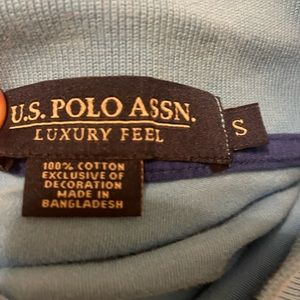 U.S. POLO ASSN.
LUXURY FEEL
S
100% COTTON
EXCLUSIVE OF
DECORATION
MADE IN
BANGLADESH